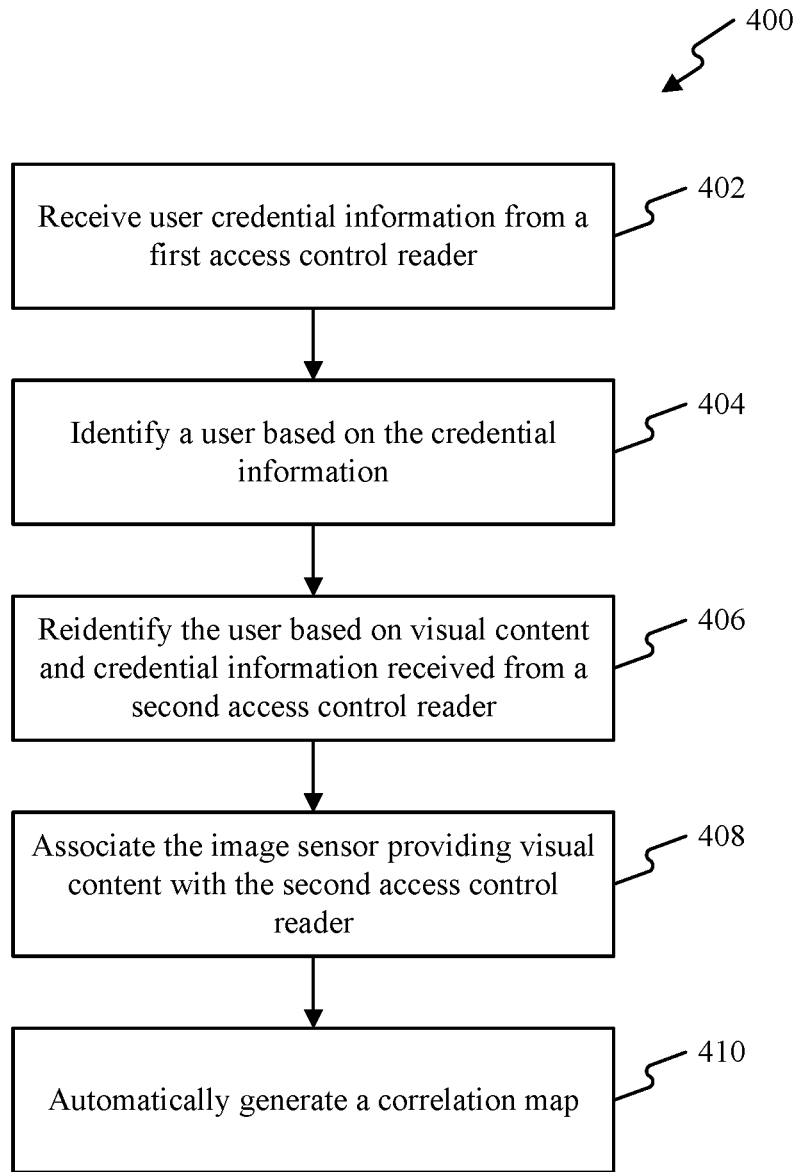 400
Receive user credential information from a
first access control reader
402
Identify a user based on the credential
information
404
Reidentify the user based on visual content
and credential information received from a
second access control reader
406
Associate the image sensor providing visual
content with the second access control
reader
408
Automatically generate a correlation map
410